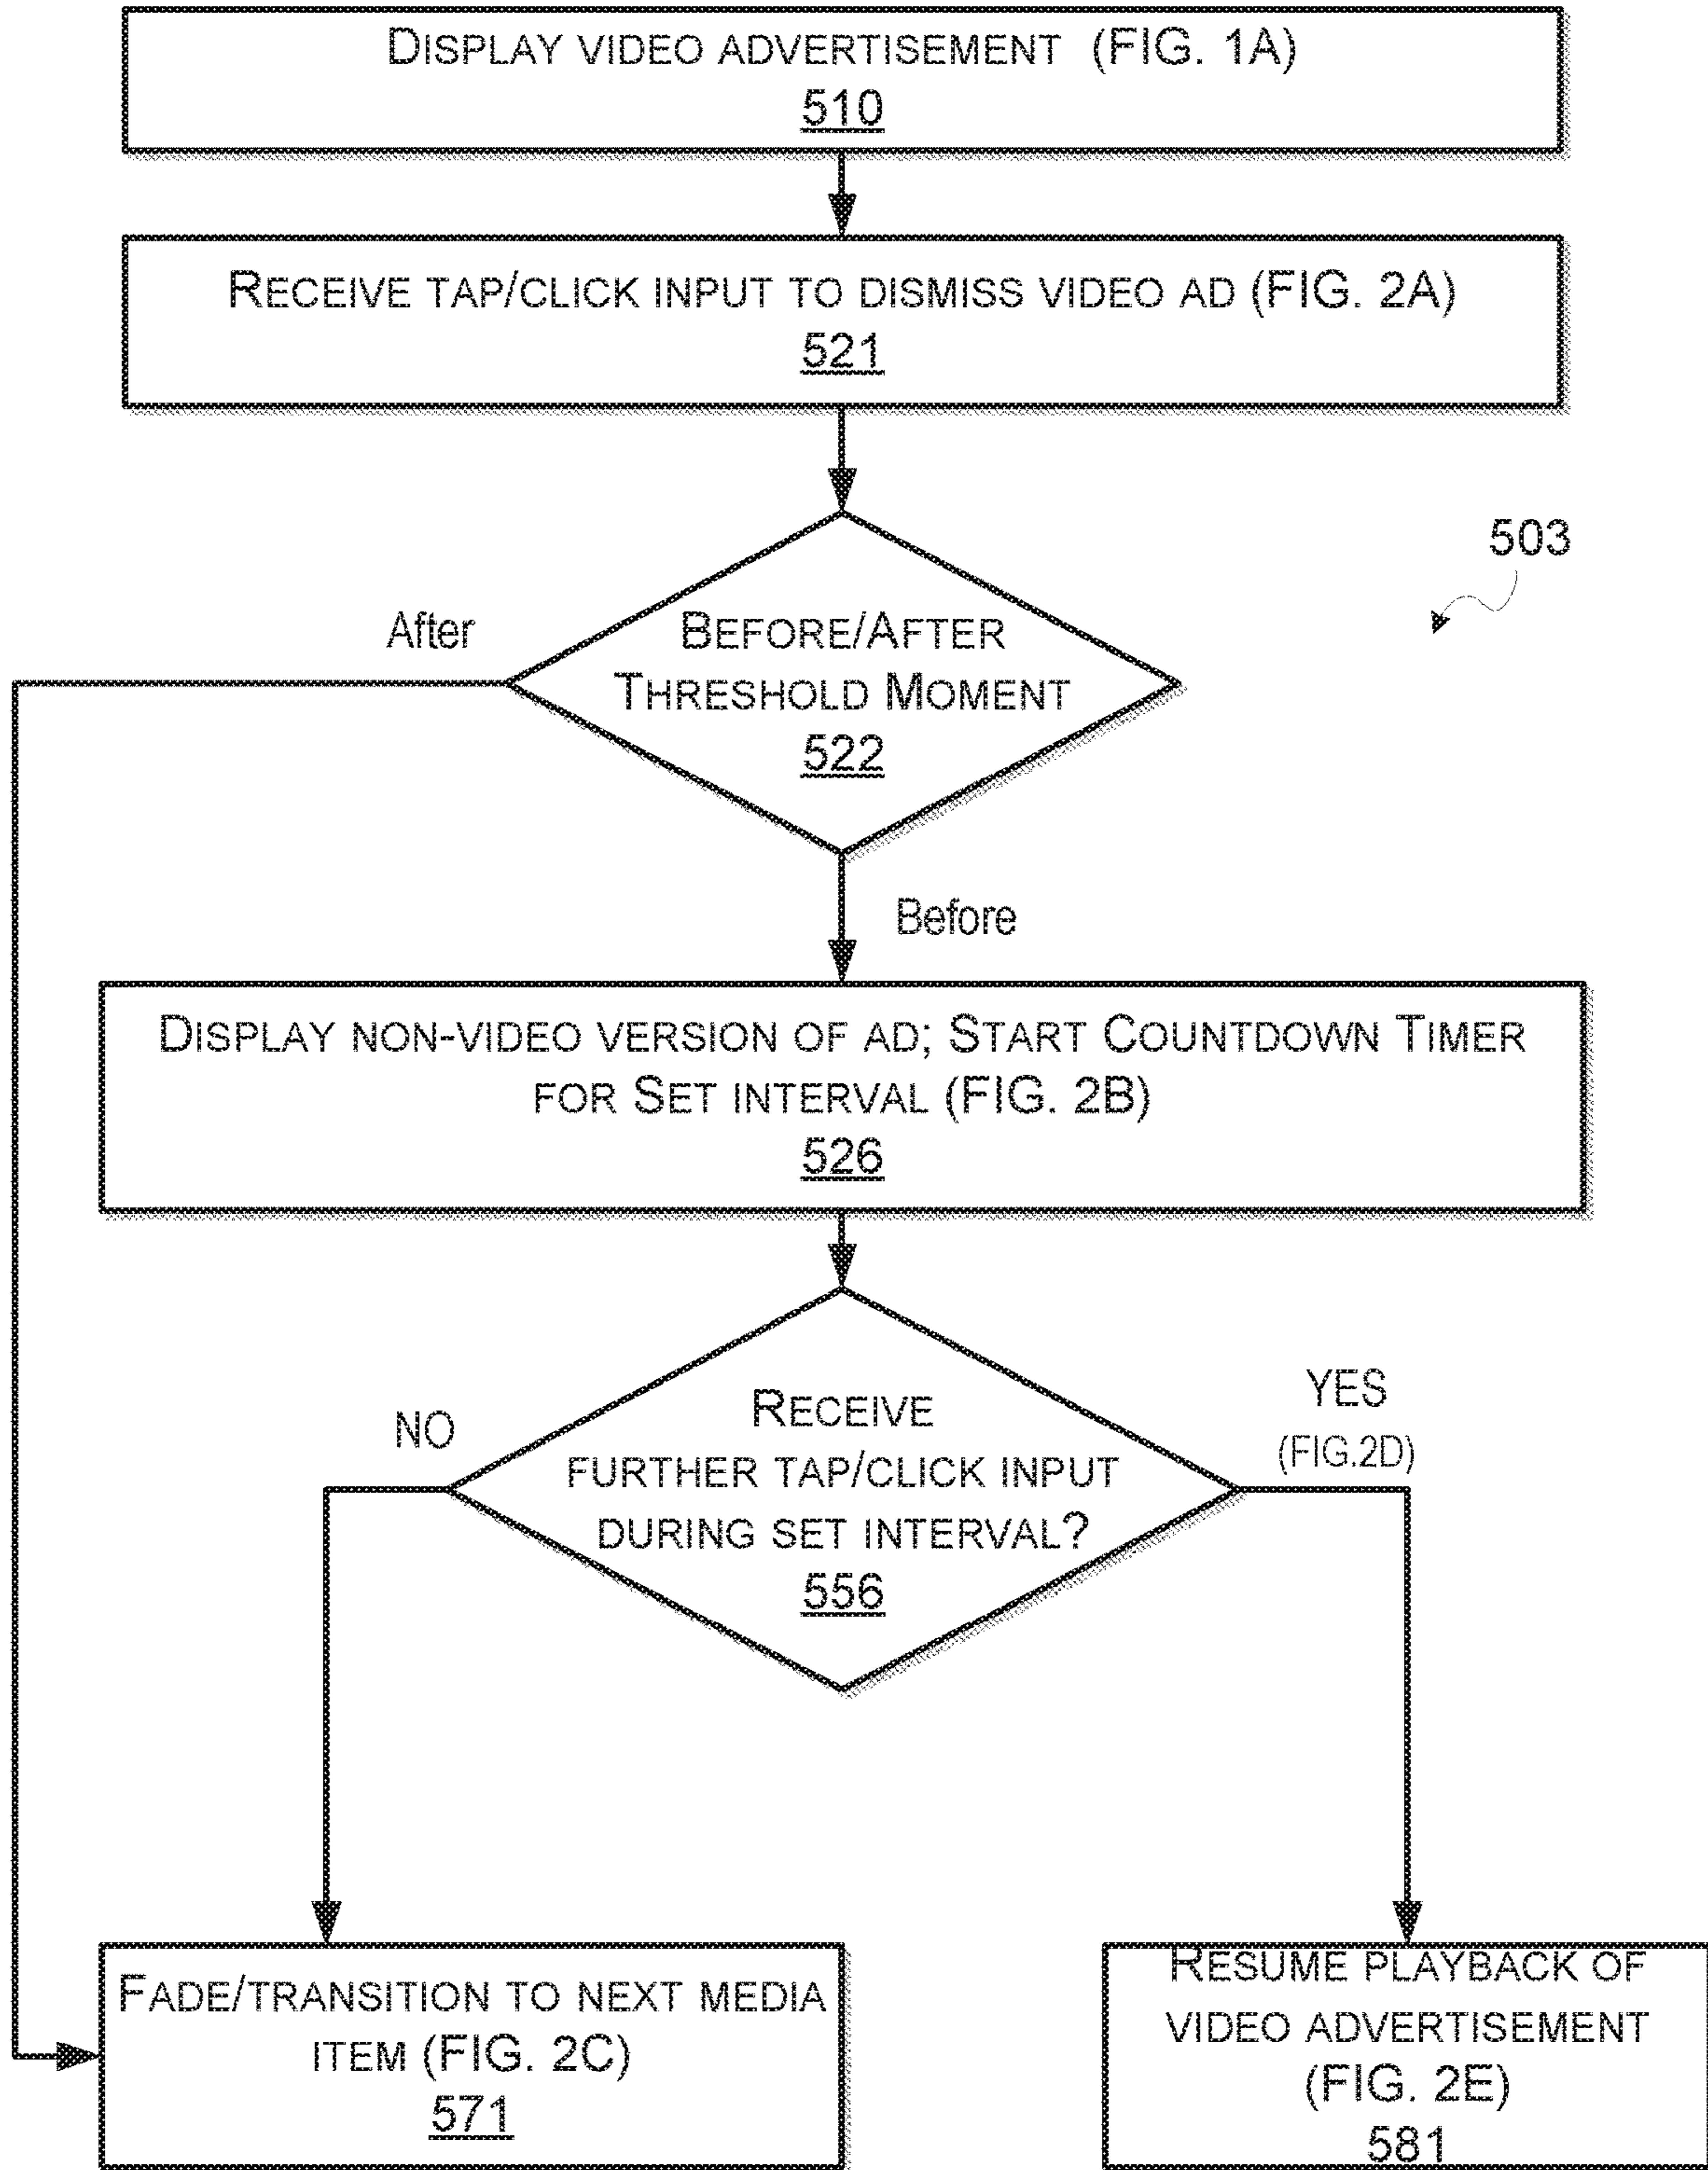 DISPLAY VIDEO ADVERTISEMENT (FIG. 1A)
510
RECEIVE TAP/CLICK INPUT TO DISMISS VIDEO AD (FIG. 2A)
521
503
After
BEFORE/AFTER
THRESHOLD MOMENT
522
Before
DISPLAY NON-VIDEO VERSION OF AD; START COUNTDOWN TIMER
FOR SET INTERVAL (FIG. 2B)
526
NO
RECEIVE
FURTHER TAP/CLICK INPUT
DURING SET INTERVAL?
556
YES
(FIG.2D)
FADE/TRANSITION TO NEXT MEDIA
ITEM (FIG. 2C)
571
RESUME PLAYBACK OF
VIDEO ADVERTISEMENT
(FIG. 2E)
581